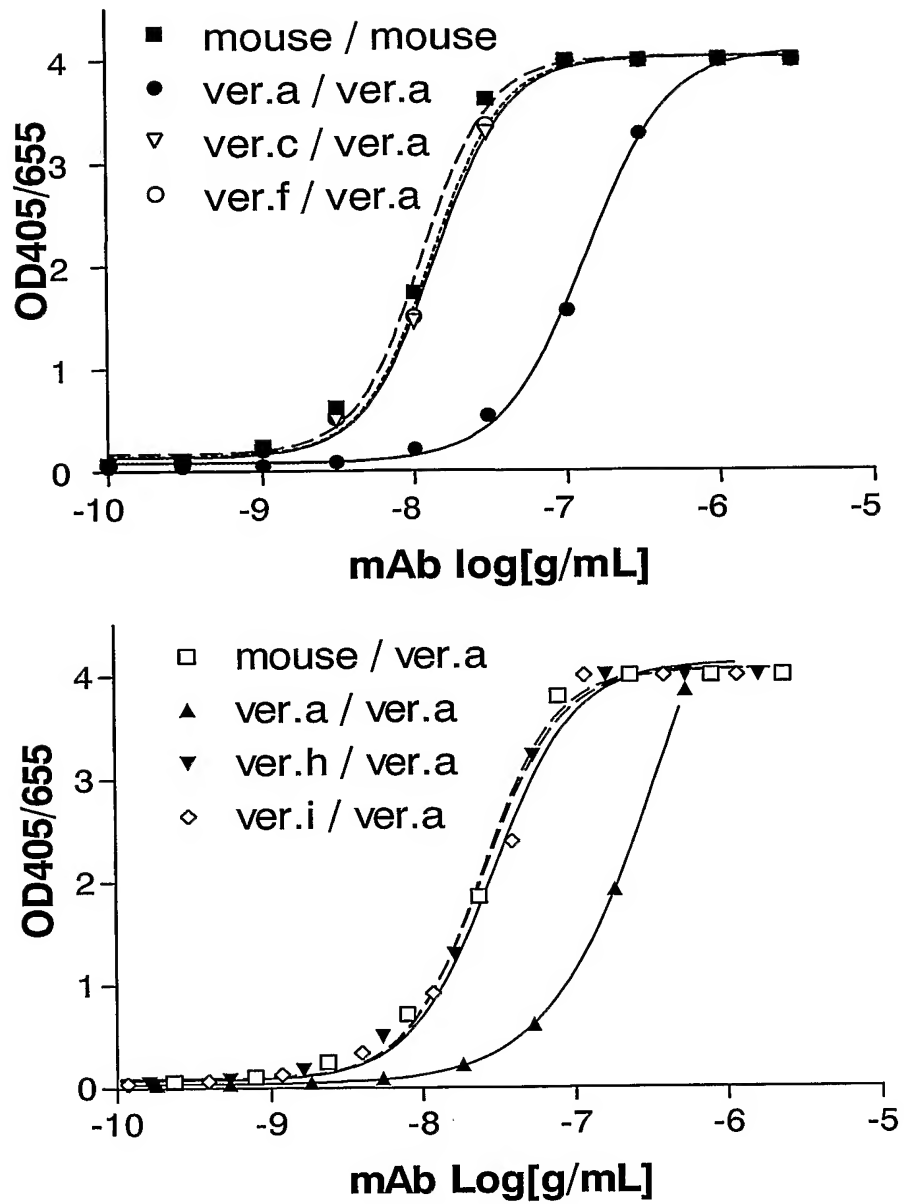 mouse / mouse
ver.a / ver.a
ver.c / ver.a
ver.f / ver.a
OD405/655
4
3
2
1
0
-10
-9
-8
-7
-6
-5
mAb log[g/mL]
mouse / ver.a
ver.a / ver.a
ver.h / ver.a
ver.i / ver.a
OD405/655
4
3
2
1
0
-10
-9
-8
-7
-6
-5
mAb Log[g/mL]